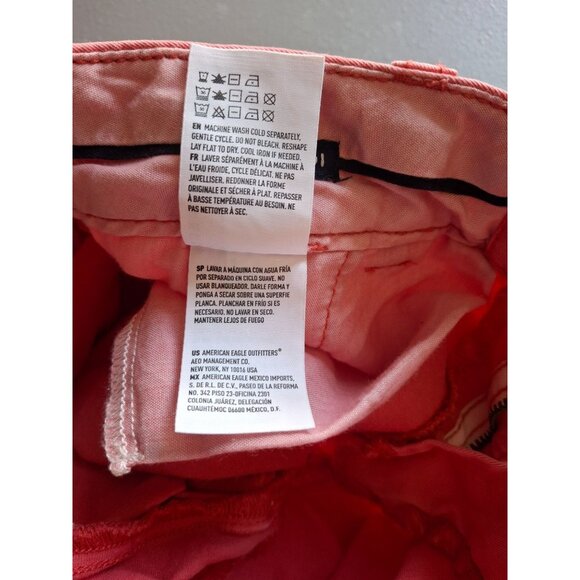 EN MACHINE WASH COLD SEPARATELY,
GENTLE CYCLE. DO NOT BLEACH. RESHAPE
LAY FLAT TO DRY. COOL IRON IF NEEDED.
FR LAVER SÉPARÉMENT À LA MACHINE À
L'EAU FROIDE, CYCLE DÉLICAT. NE PAS
JAVELLISER. REDONNER LA FORME
ORIGINALE ET SÉCHER À PLAT. REPASSER
À BASSE TEMPÉRATURE AU BESOIN. NE
PAS NETTOYER À SEC.
SP LAVAR A MÁQUINA CON AGUA FRÍA
POR SEPARADO EN CICLO SUAVE. NO
USAR BLANQUEADOR. DARLE FORMA Y
PONGA A SECAR SOBRE UNA SUPERFIE
PLANCA. PLANCHAR EN FRÍO SI ES
NECESARIO. NO LAVAR EN SECO.
MANTENER LEJOS DE FUEGO
US AMERICAN EAGLE OUTFITTERS®
AEO MANAGEMENT CO.
NEW YORK, NY 10016 USA
MX AMERICAN EAGLE MEXICO IMPORTS,
S. DE R.L. DE C.V., PASEO DE LA REFORMA
NO. 342 PISO 23-OFICINA 2301
COLONIA JUÁREZ, DELEGACIÓN
CUAUHTEMOC 06600 MÉXICO, D.F.